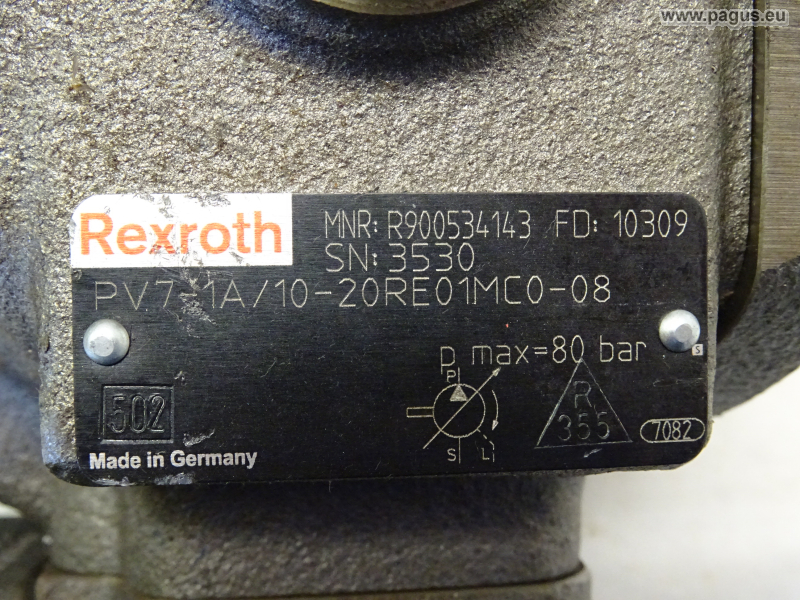 www.pagus.eu
Rexroth
MNR: R900534143 FD: 10309
SN: 3530
PV7-1A/10-20RE01MC0-08
p max=80 bar
P
S L
R
355
502
7082
S
Made in Germany